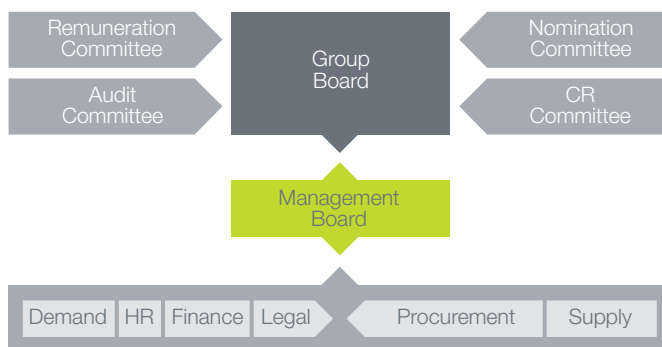 Remuneration
Committee
Group
Board
Nomination
Committee
Audit
Committee
CR
Committee
Management
Board
Demand
HR
Finance
Legal
Procurement
Supply